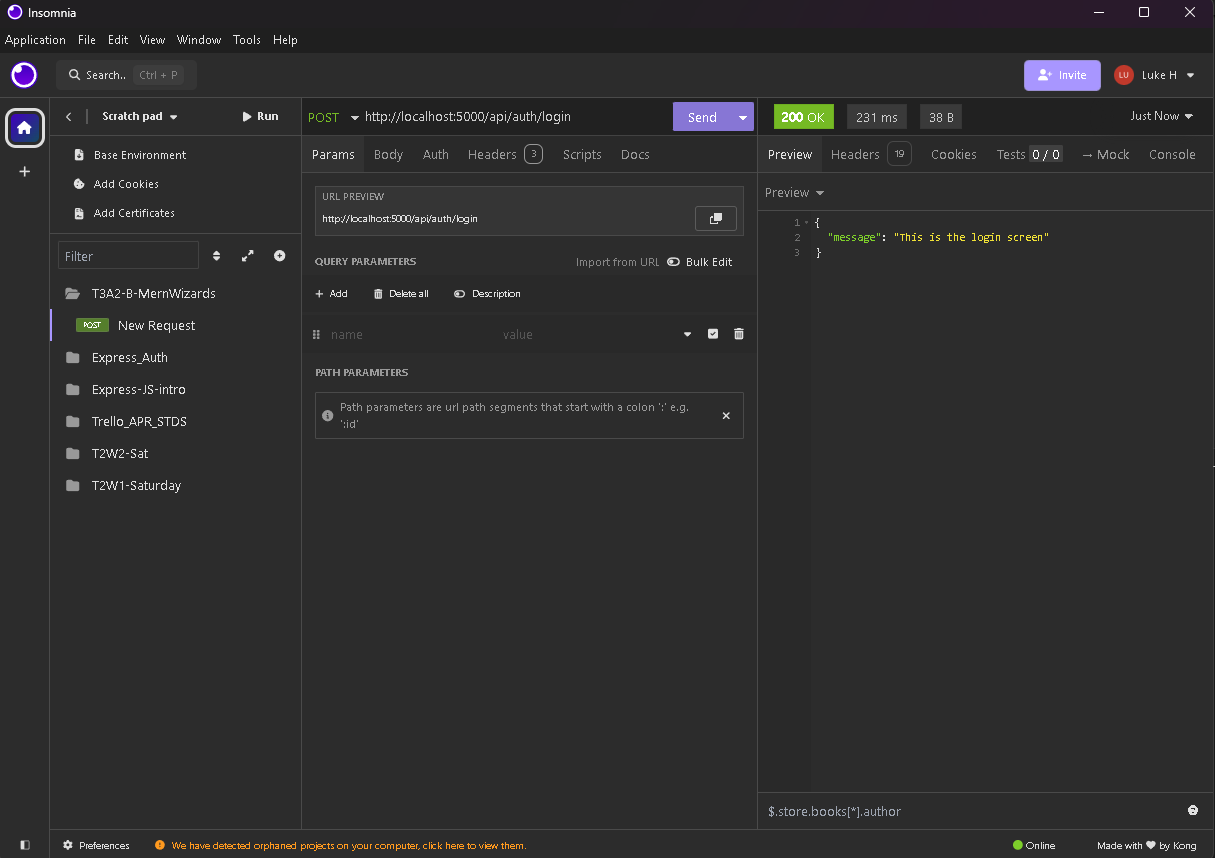 Insomnia
Application File Edit View Window Tools Help
Search.. Ctrl + P
Invite
LU Luke H
Scratch pad
Run
Base Environment
Add Cookies
Add Certificates
Filter
T3A2-B-MernWizards
POST New Request
Express_Auth
Express-JS-intro
Trello_APR_STDS
T2W2-Sat
T2W1-Saturday
POST http://localhost:5000/api/auth/login Send
Params Body Auth Headers 3 Scripts Docs
URL PREVIEW
http://localhost:5000/api/auth/login
QUERY PARAMETERS Import from URL Bulk Edit
+ Add Delete all Description
name value
PATH PARAMETERS
Path parameters are url path segments that start with a colon ':' e.g.
':id'
200 OK 231 ms 38 B Just Now
Preview Headers 19 Cookies Tests 0 / 0 → Mock Console
Preview
1 {
2 "message": "This is the login screen"
3 }
$.store.books[*].author
Preferences
We have detected orphaned projects on your computer, click here to view them.
Online
Made with ♥ by Kong